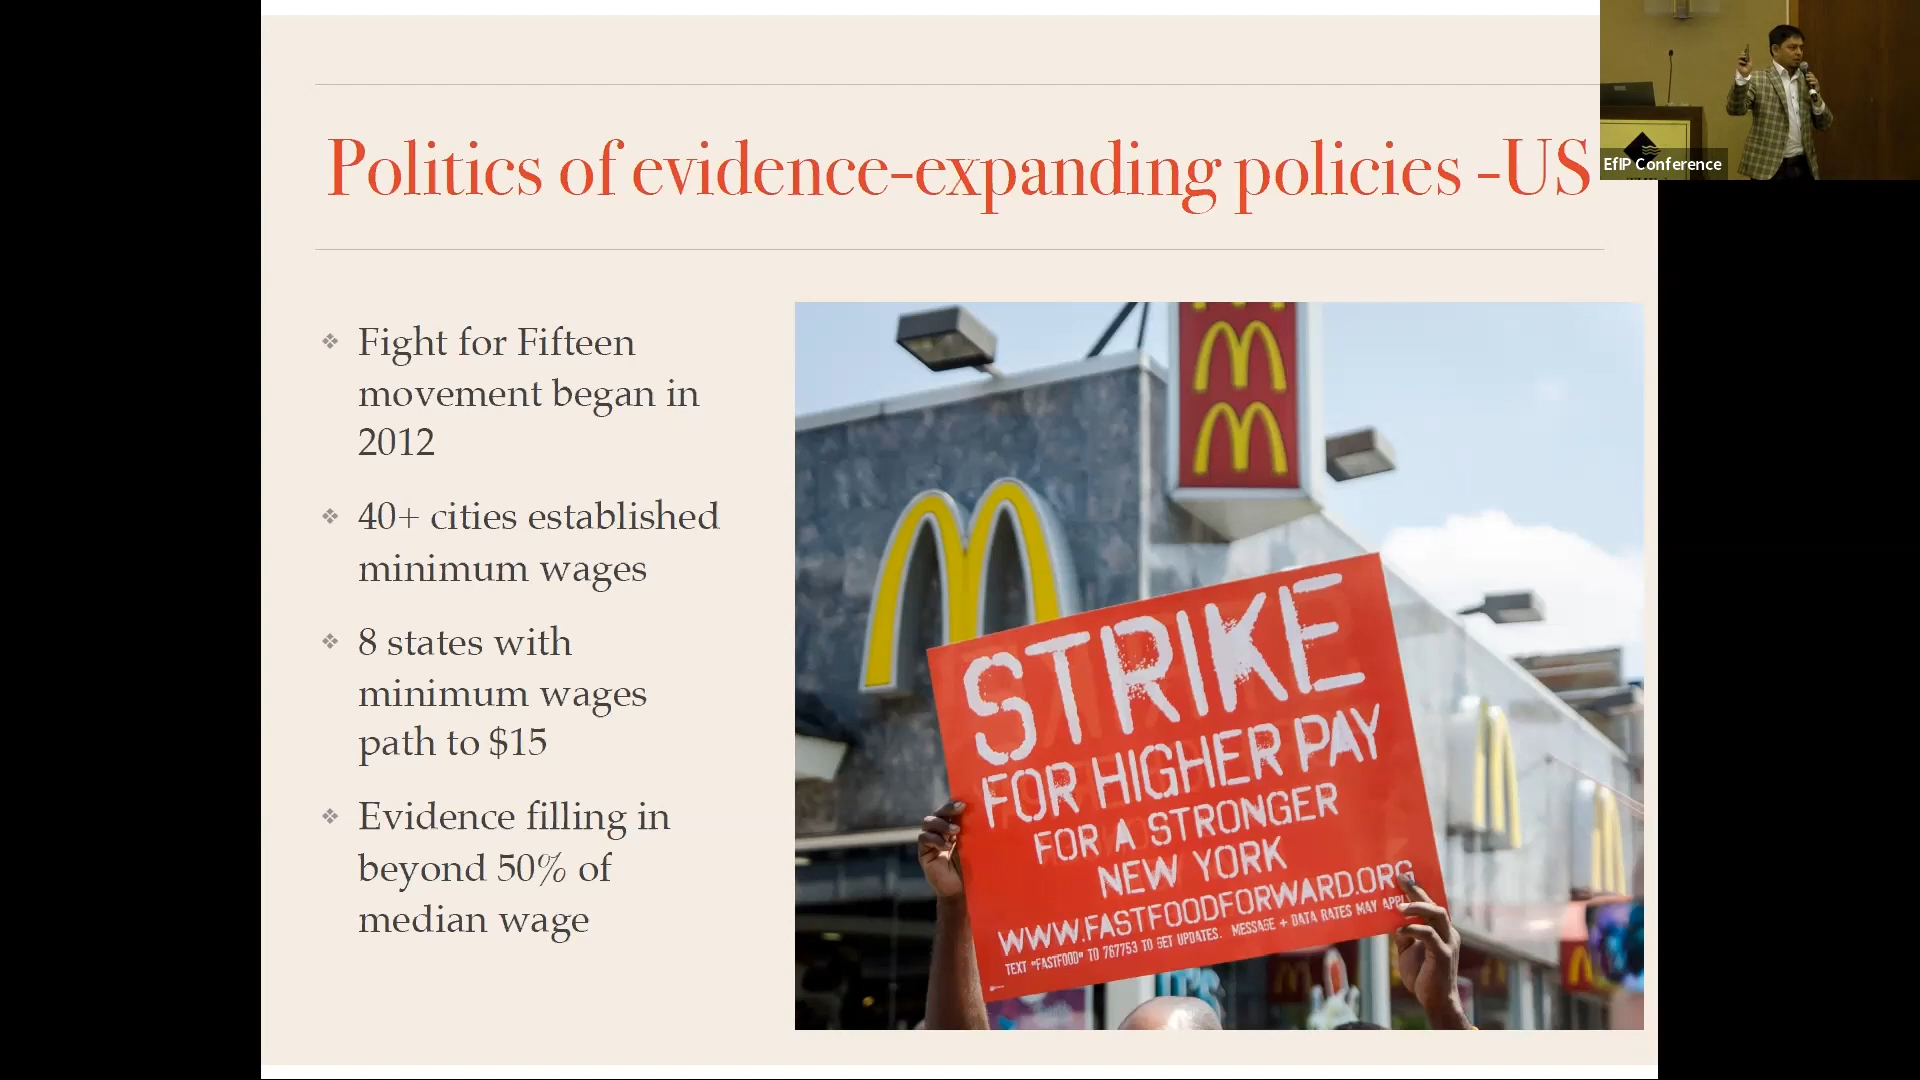 Politics of evidence-expanding policies -US
EfIP Conference
Fight for Fifteen
movement began in
2012
40+ cities established
minimum wages
8 states with
minimum wages
path to $15
Evidence filling in
beyond 50% of
median wage
STRIKE
FOR HIGHER PAY
FOR A STRONGER
NEW YORK
WWW.FASTFOODFORWARD.ORG
TEXT "FASTFOOD" TO 767753 TO GET UPDATES. MESSAGE + DATA RATES MAY APPLY